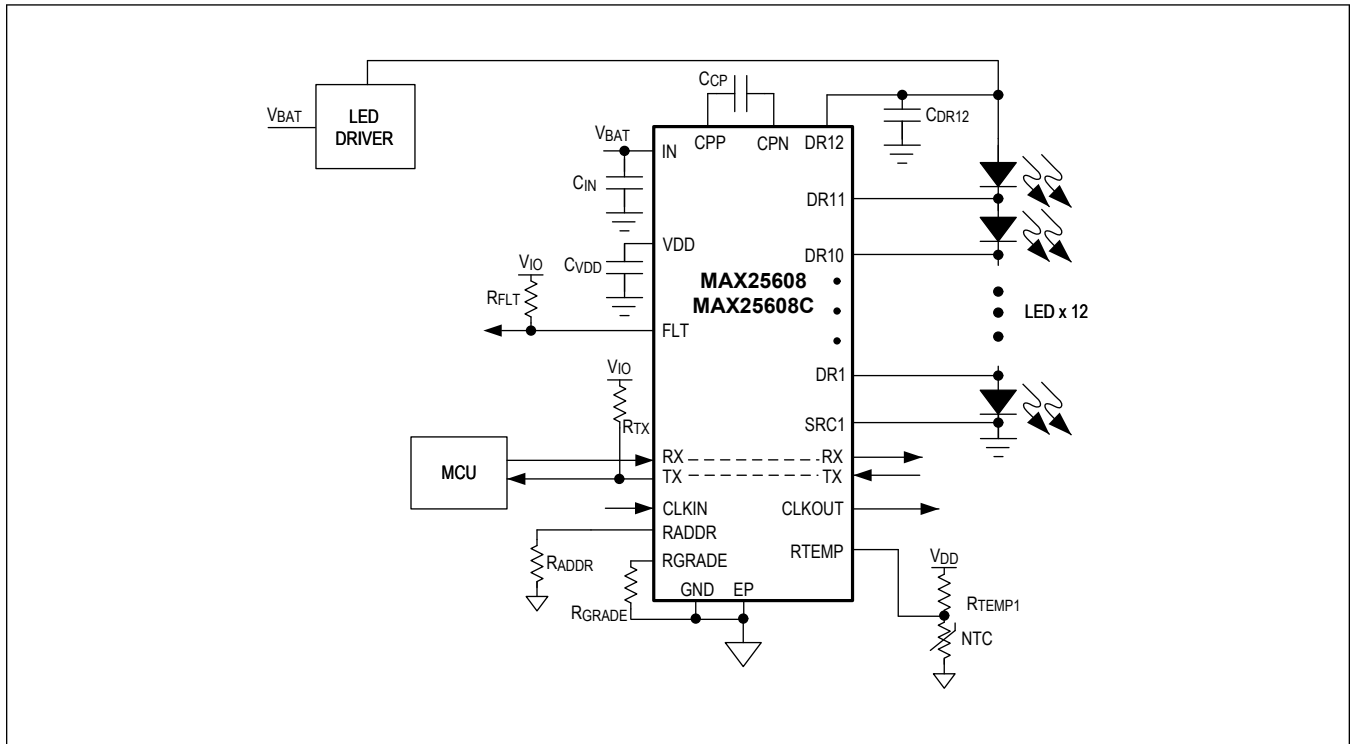 LED
DRIVER
VBAT
CCP
CPP
CPN
DR12
CDR12
VBAT
IN
CIN
DR11
VDD
CVDD
DR10
MAX25608
MAX25608C
VIO
RFLT
FLT
LED x 12
VIO
RTX
DR1
SRC1
MCU
RX
TX
RX
TX
CLKIN
CLKOUT
RADDR
RADDR
RTEMP
RGRADE
RGRADE
GND
EP
VDD
RTEMP1
NTC